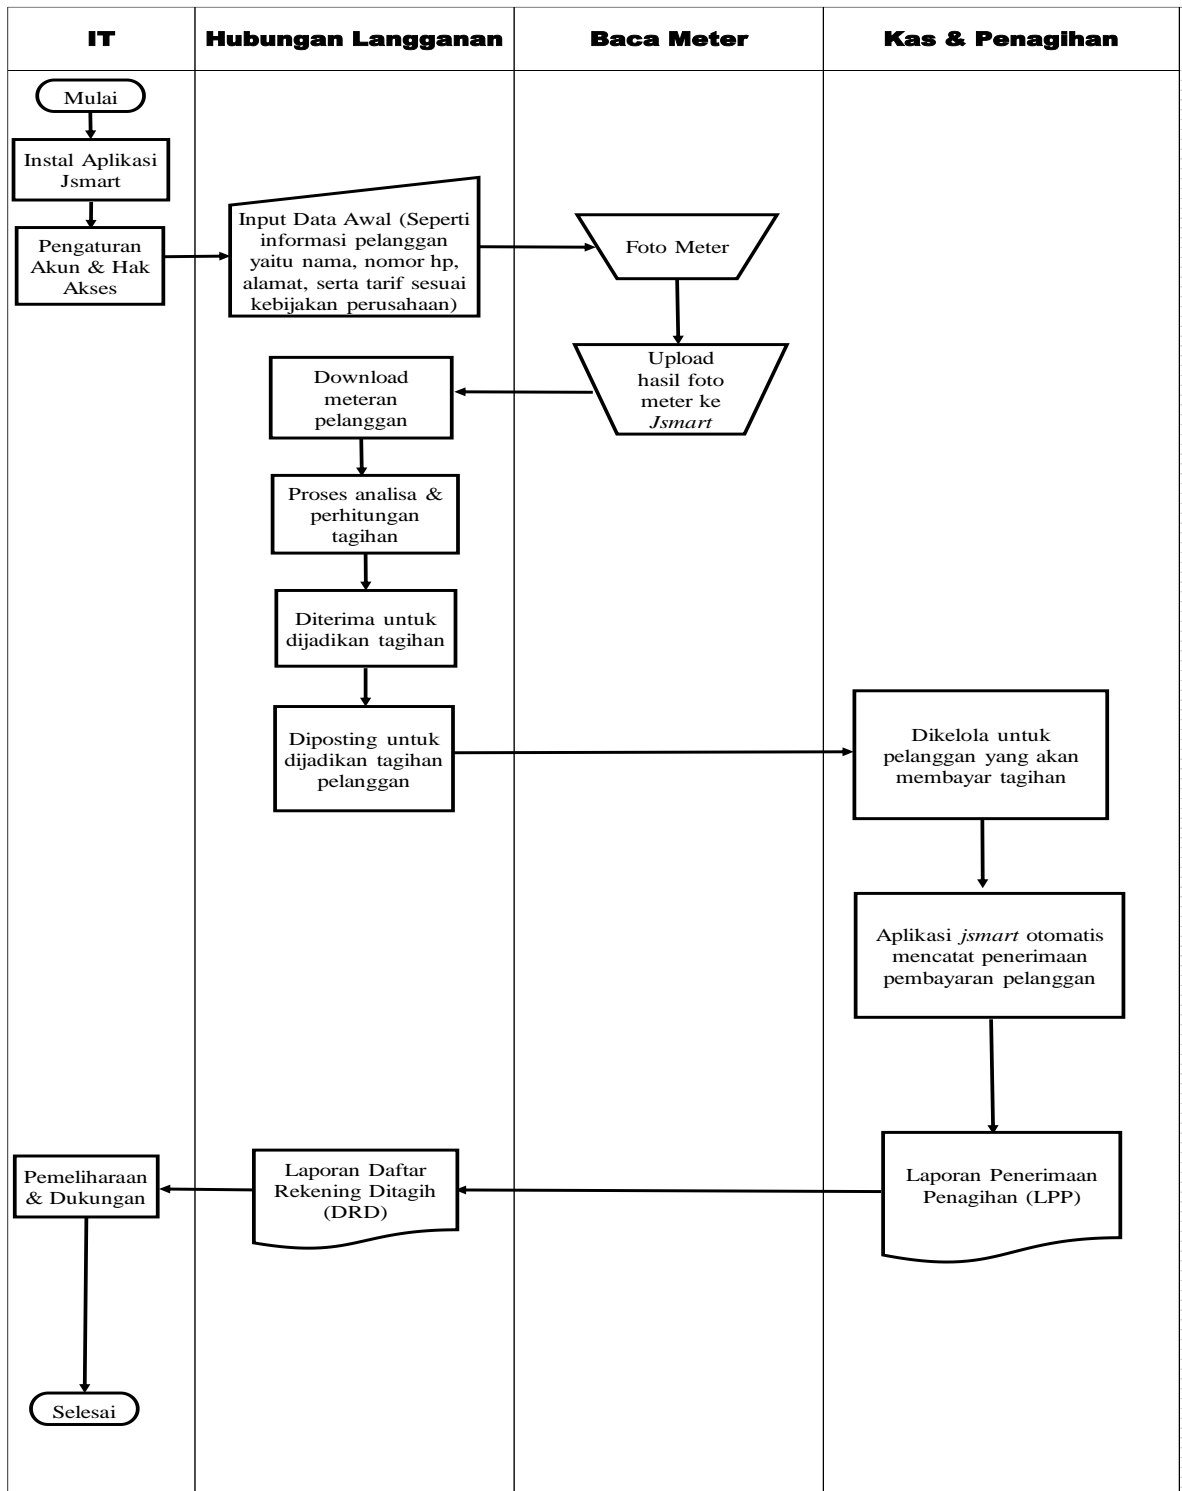 IT
Hubungan Langganan
Baca Meter
Kas & Penagihan
Mulai
Instal Aplikasi
Jsmart
Pengaturan
Akun & Hak
Akses
Input Data Awal (Seperti
informasi pelanggan
yaitu nama, nomor hp,
alamat, serta tarif sesuai
kebijakan perusahaan)
Foto Meter
Upload
hasil foto
meter ke
Jsmart
Download
meteran
pelanggan
Proses analisa &
perhitungan
tagihan
Diterima untuk
dijadikan tagihan
Diposting untuk
dijadikan tagihan
pelanggan
Dikelola untuk
pelanggan yang akan
membayar tagihan
Aplikasi jsmart otomatis
mencatat penerimaan
pembayaran pelanggan
Laporan Penerimaan
Penagihan (LPP)
Laporan Daftar
Rekening Ditagih
(DRD)
Pemeliharaan
& Dukungan
Selesai